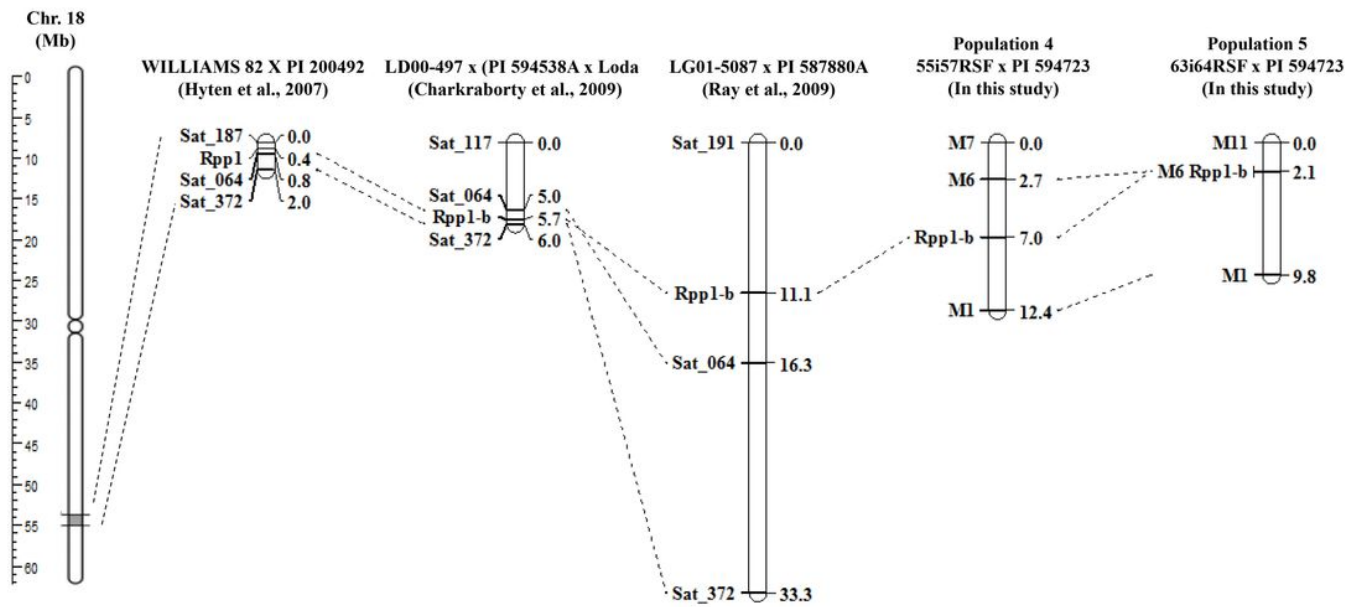 Chr. 18
(Mb)
0
5
10
15
20
25
30
35
40
45
50
55
60
WILLIAMS 82 X PI 200492
(Hyten et al., 2007)
Sat_187 0.0
Rpp1 0.4
Sat_064 0.8
Sat_372 2.0
LD00-497 x (PI 594538A x Loda
(Charkraborty et al., 2009)
Sat_117 0.0
Sat_064 5.0
Rpp1-b 5.7
Sat_372 6.0
LG01-5087 x PI 587880A
(Ray et al., 2009)
Sat_191 0.0
Rpp1-b 11.1
Sat_064 16.3
Sat_372 33.3
Population 4
55i57RSF x PI 594723
(In this study)
M7 0.0
M6 2.7
Rpp1-b 7.0
M1 12.4
Population 5
63i64RSF x PI 594723
(In this study)
M11 0.0
M6 Rpp1-b 2.1
M1 9.8